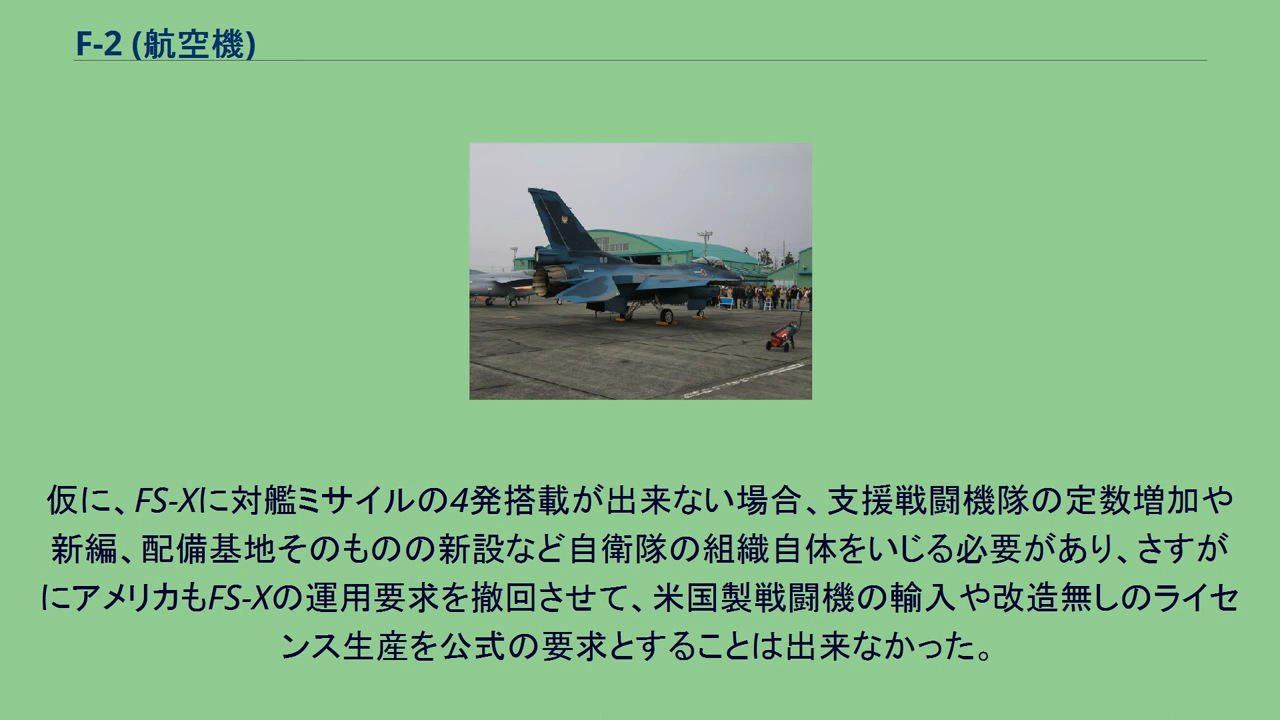 F-2 (航空機)
仮に、FS-Xに対艦ミサイルの4発搭載が出来ない場合、支援戦闘機隊の定数増加や
新編、配備基地そのものの新設など自衛隊の組織自体をいじる必要があり、さすが
にアメリカもFS-Xの運用要求を撤回させて、米国製戦闘機の輸入や改造無しのライセ
ンス生産を公式の要求とすることは出来なかった。